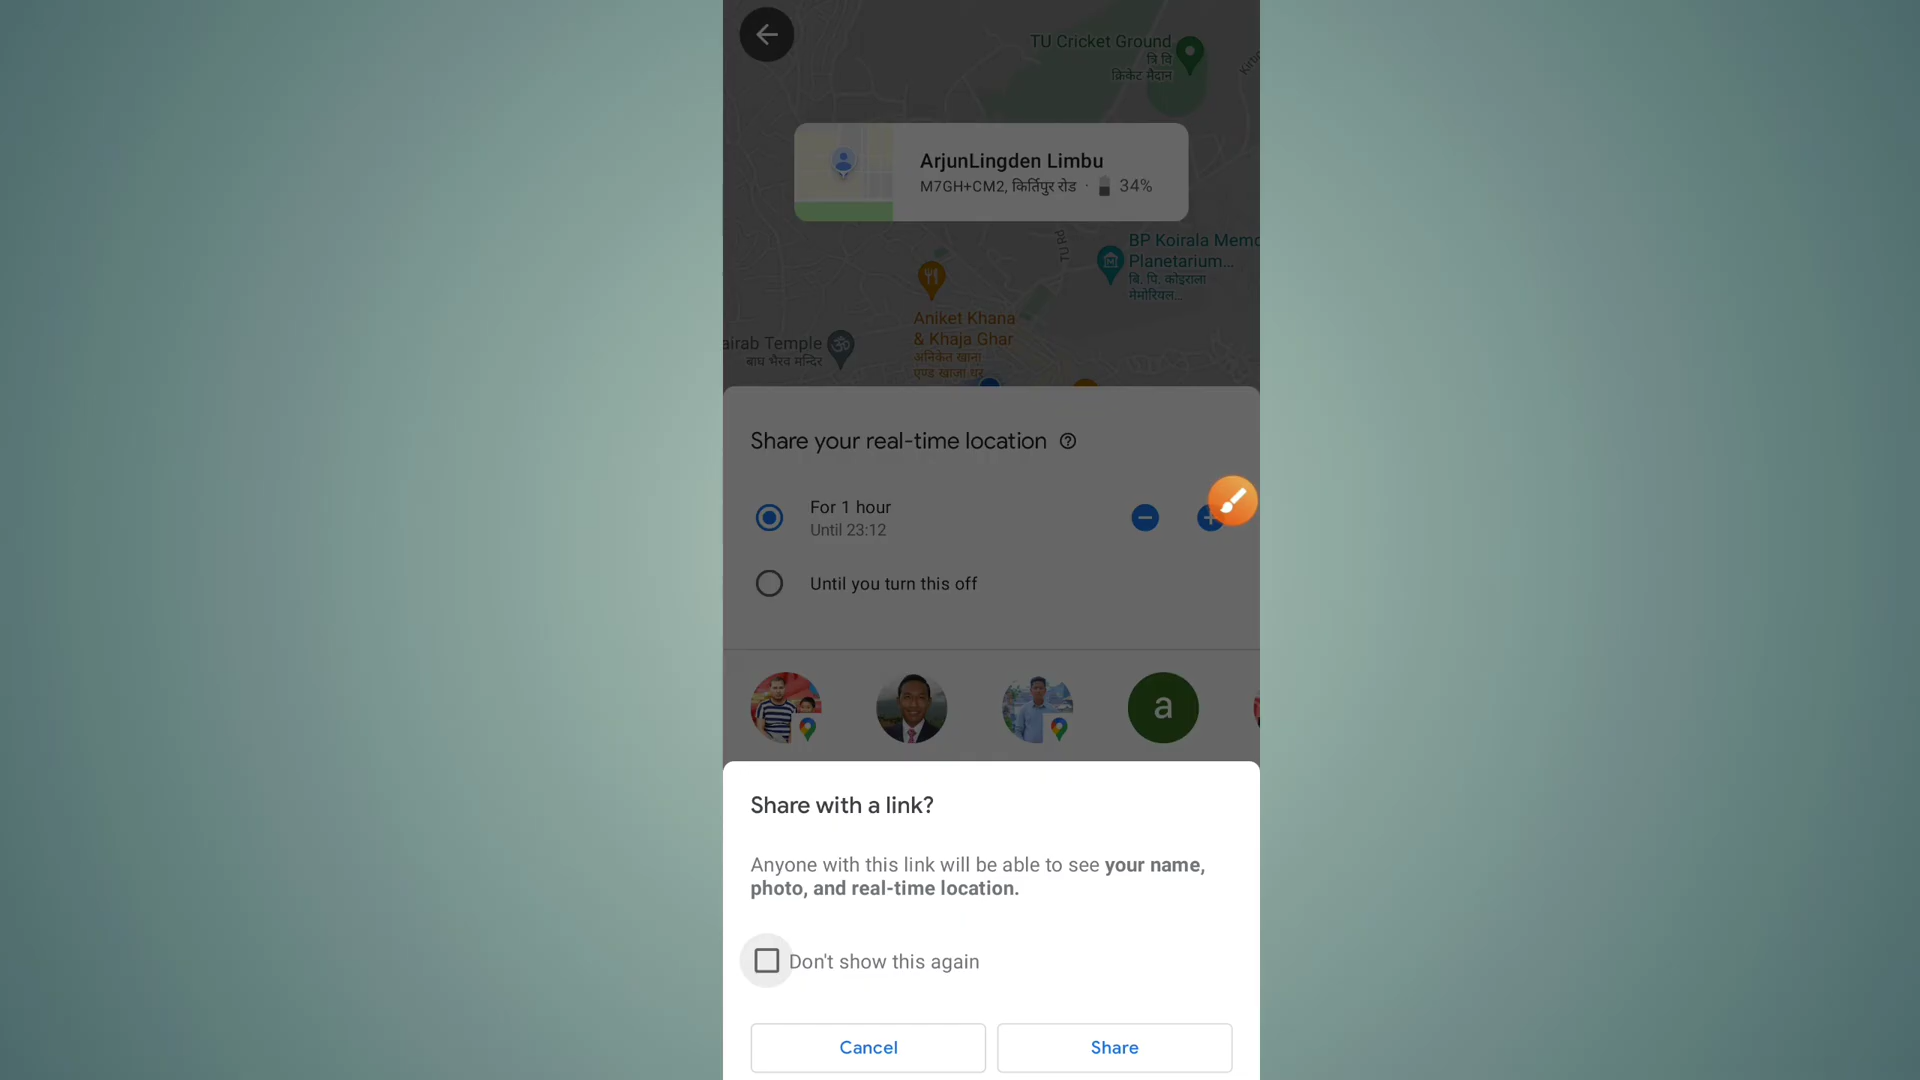 TU Cricket Ground
त्रि वि
क्रिकेट मैदान
ArjunLingden Limbu
M7GH+CM2, किर्तिपुर रोड · 34%
TU Rd
BP Koirala Memo
Planetarium...
बि. पि. कोइराला
मेमोरियल...
Aniket Khana
& Khaja Ghar
अनिकेत खाना
एण्ड खाजा घर
airab Temple
बाघ भैरव मन्दिर
Share your real-time location
For 1 hour
Until 23:12
Until you turn this off
a
Share with a link?
Anyone with this link will be able to see your name,
photo, and real-time location.
Don't show this again
Cancel
Share